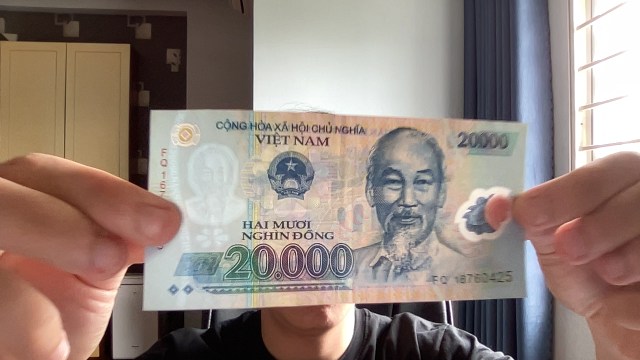 CỘNG HÒA XÃ HỘI CHỦ NGHĨA
VIỆT NAM
20000
HAI MƯƠI
NGHÌN ĐỒNG
20.000
FQ 18760425